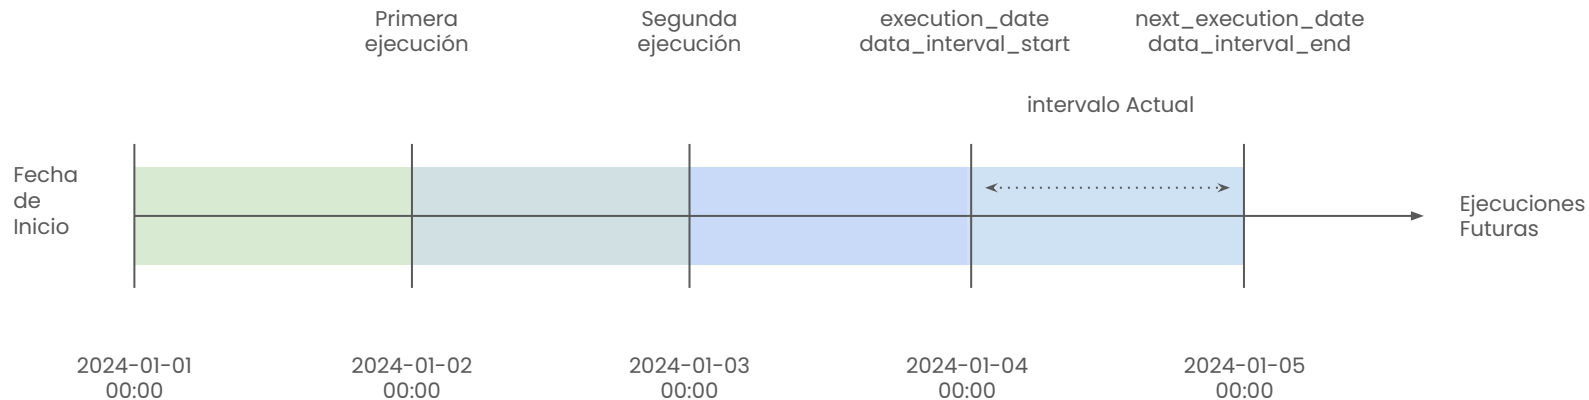 Primera
ejecución
Segunda
ejecución
execution_date
data_interval_start
next_execution_date
data_interval_end
intervalo Actual
Fecha
de
Inicio
Ejecuciones
Futuras
2024-01-01
00:00
2024-01-02
00:00
2024-01-03
00:00
2024-01-04
00:00
2024-01-05
00:00